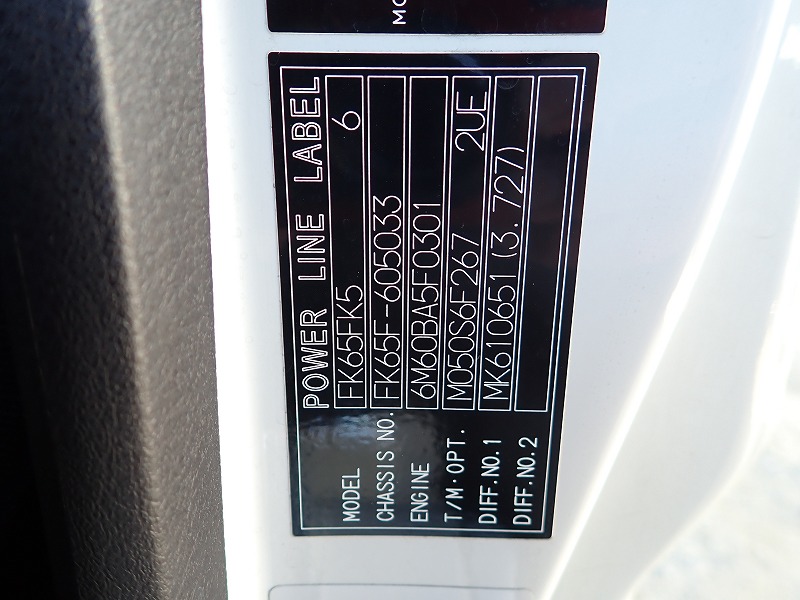 MO
POWER LINE LABEL
MODEL FK65FK5 6
CHASSIS NO. FK65F-605033
ENGINE 6M60BA5F0301
T/M·OPT. M050S6F267 2UE
DIFF.NO.1 MK610651(3.727)
DIFF.NO.2